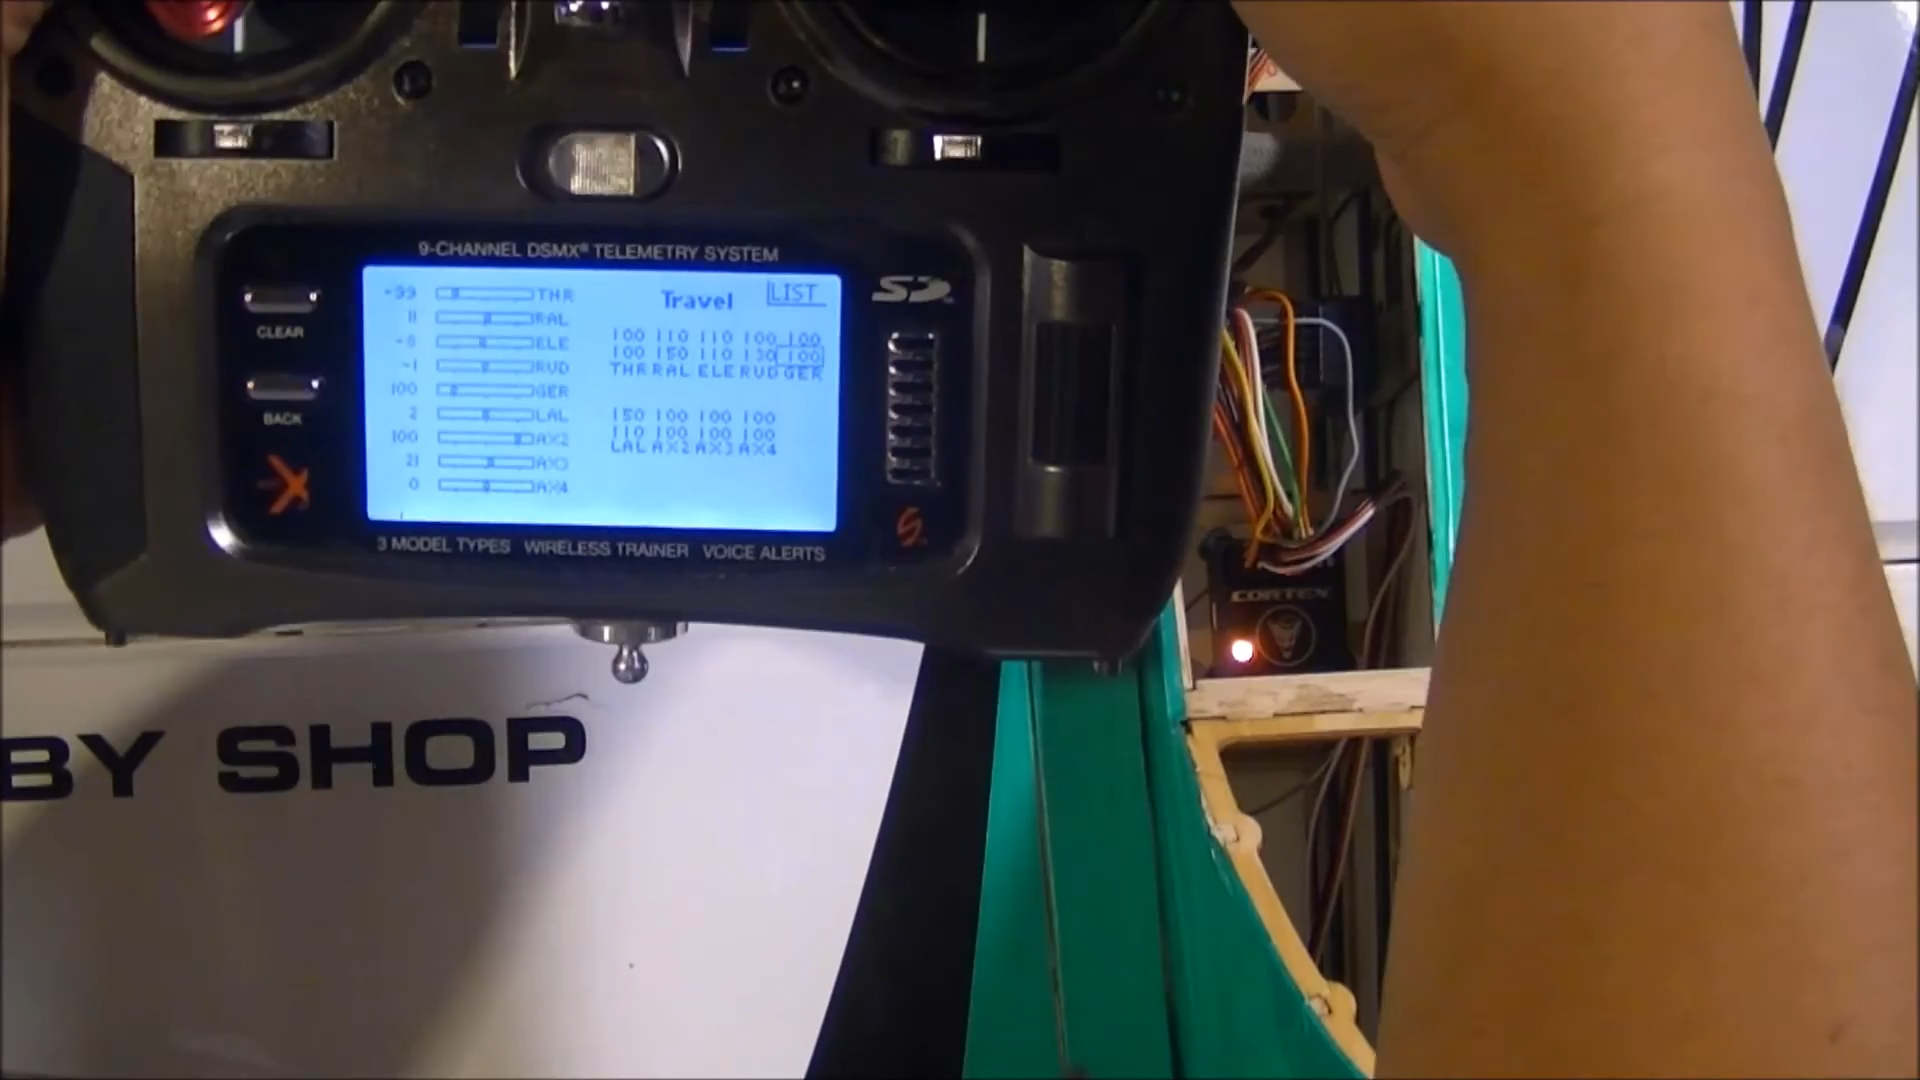 9-CHANNEL DSMX® TELEMETRY SYSTEM
CLEAR
BACK
-99 THR
11 RAL
-5 ELE
-1 RVD
100 GER
2 LAL
100 AX2
21 AX3
0 AX4
Travel
LIST
100 110 110 100 100
100 150 110 130 100
THR RAL ELE RUD GER
150 100 100 100
110 100 100 100
LAL AX2 AX3 AX4
3 MODEL TYPES WIRELESS TRAINER VOICE ALERTS
CORTEX
BY SHOP